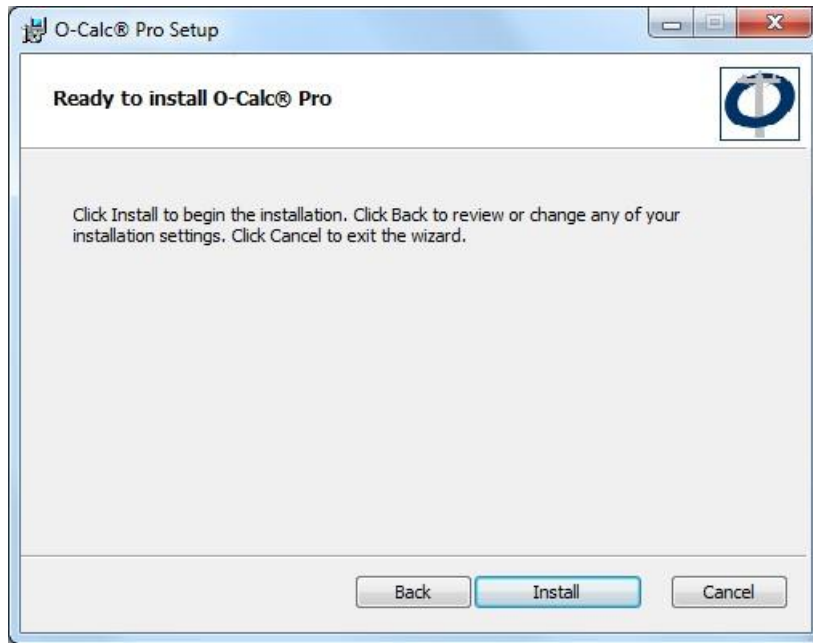 O-Calc® Pro Setup
Ready to install O-Calc® Pro
Click Install to begin the installation. Click Back to review or change any of your
installation settings. Click Cancel to exit the wizard.
Back
Install
Cancel